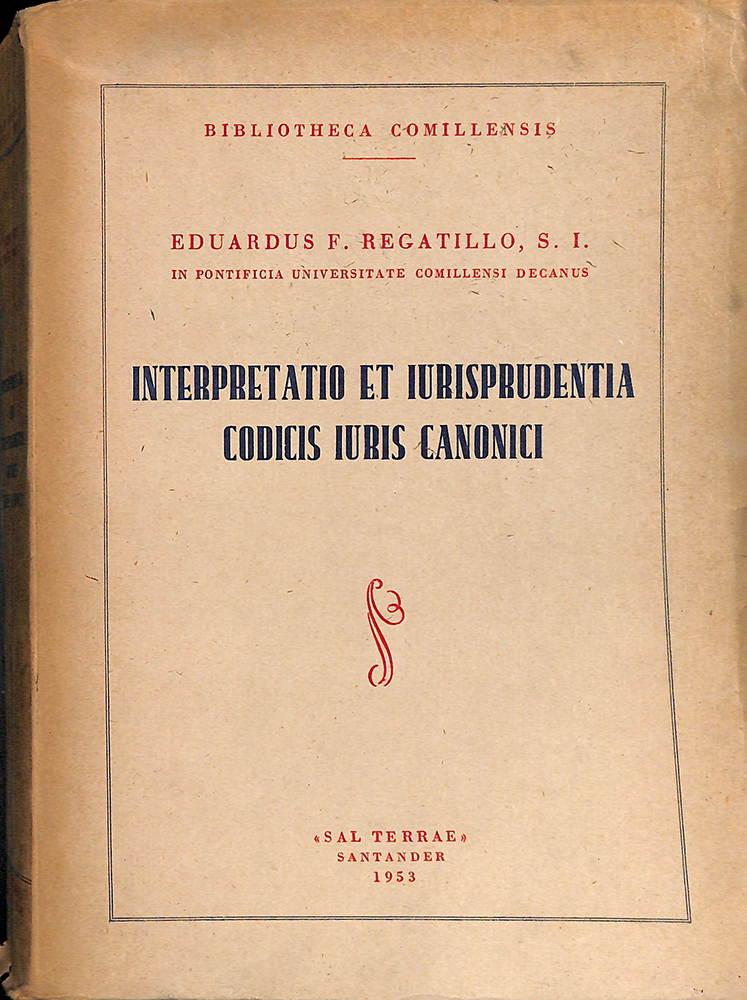 BIBLIOTHECA COMILLENSIS
EDUARDUS F. REGATILLO, S. I.
IN PONTIFICIA UNIVERSITATE COMILLENSI DECANUS
INTERPRETATIO ET IURISPRUDENTIA
CODICIS IURIS CANONICI
«SAL TERRAE»
SANTANDER
1953